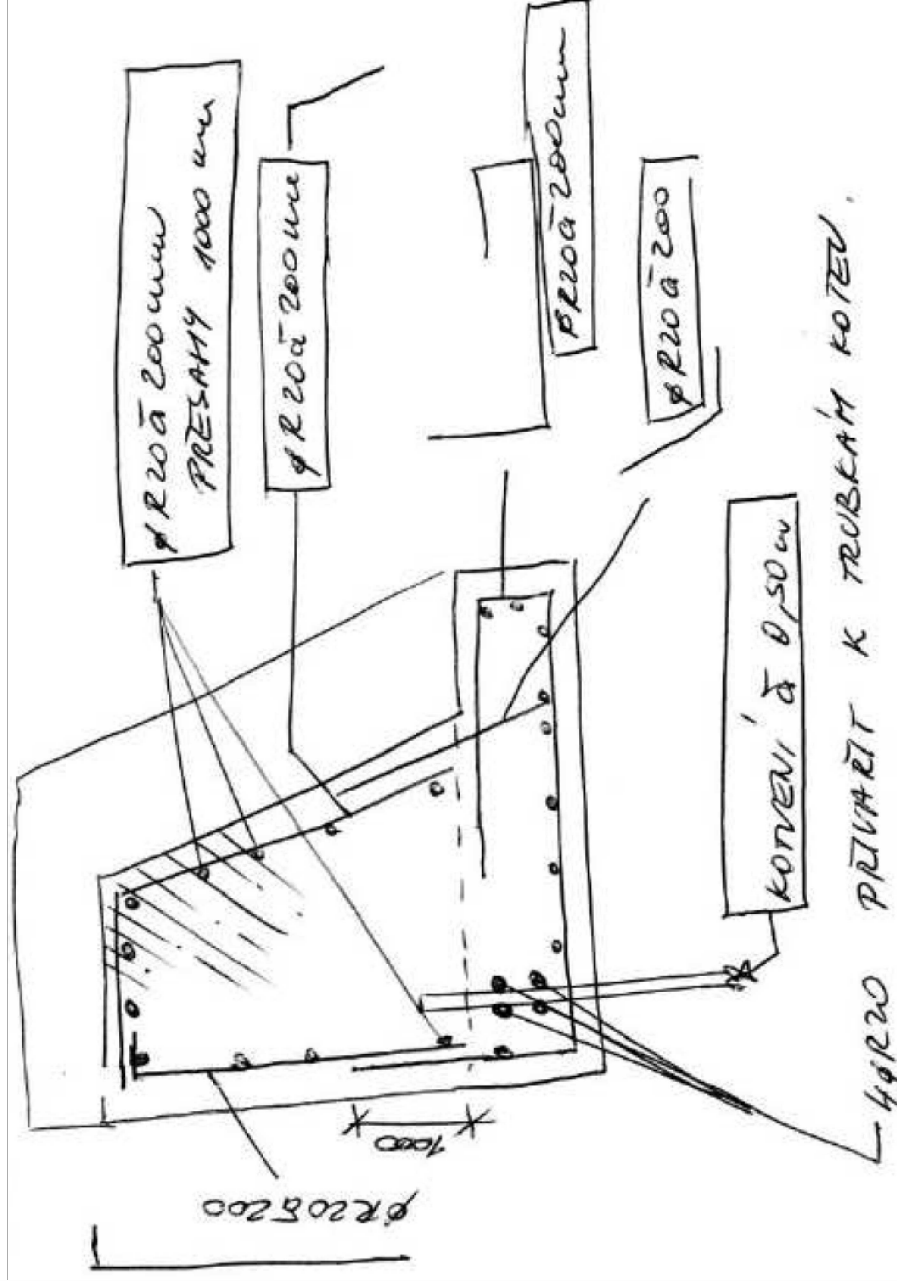 øR20 á 200mm
PŘESAHY 1000 mm
øR20 á 200mm
øR20 á 200mm
øR20 á 200
KOTVENÍ á 0,50m
4øR20 PŘIVAŘIT K TRUBKÁM KOTEV.
1000
øR20 á 200